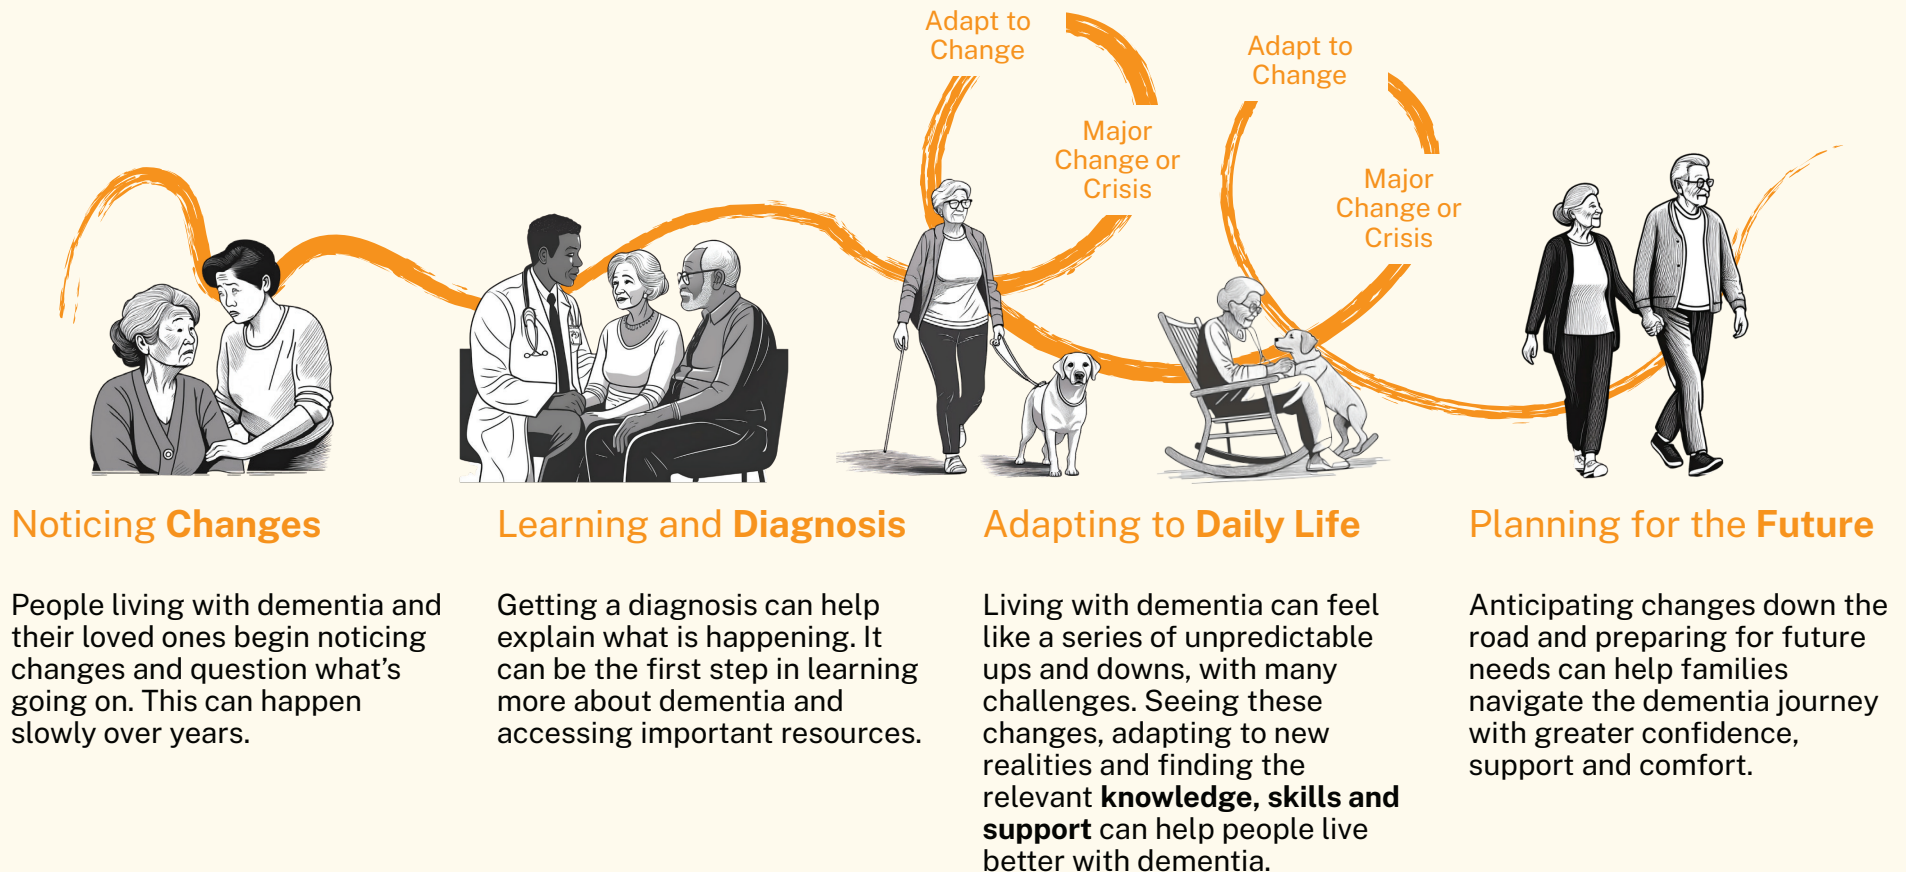 Adapt to
Change
Major
Change or
Crisis
Adapt to
Change
Major
Change or
Crisis
Noticing Changes
People living with dementia and
their loved ones begin noticing
changes and question what's
going on. This can happen
slowly over years.
Learning and Diagnosis
Getting a diagnosis can help
explain what is happening. It
can be the first step in learning
more about dementia and
accessing important resources.
Adapting to Daily Life
Living with dementia can feel
like a series of unpredictable
ups and downs, with many
challenges. Seeing these
changes, adapting to new
realities and finding the
relevant knowledge, skills and
support can help people live
better with dementia.
Planning for the Future
Anticipating changes down the
road and preparing for future
needs can help families
navigate the dementia journey
with greater confidence,
support and comfort.